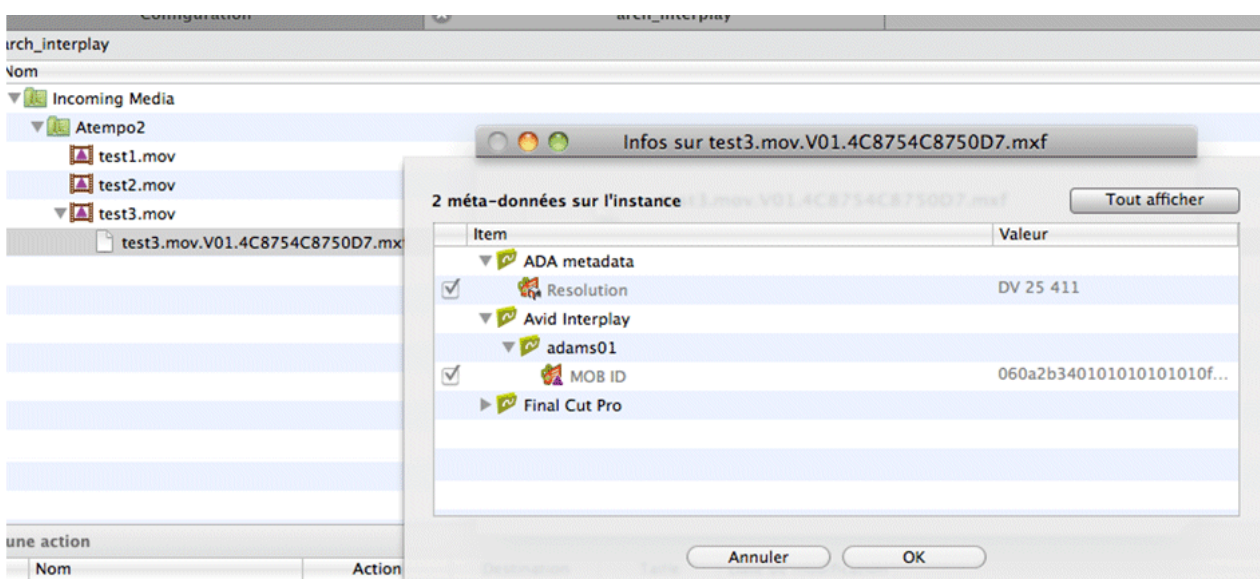 Configuration arch_interplay
arch_interplay
Nom
Incoming Media
Atempo2
test1.mov
test2.mov
test3.mov
test3.mov.V01.4C8754C8750D7.mxf
Infos sur test3.mov.V01.4C8754C8750D7.mxf
2 méta-données sur l'instance
Tout afficher
Item Valeur
ADA metadata
Resolution DV 25 411
Avid Interplay
adams01
MOB ID 060a2b340101010101010f...
Final Cut Pro
Annuler OK
une action
Nom Action